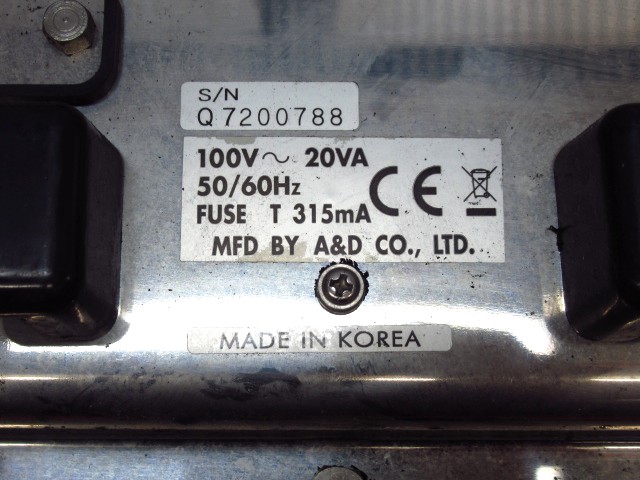 S/N
Q7200788
100V ~ 20VA
50/60Hz
FUSE T 315mA
CE
MFD BY A&D CO., LTD.
MADE IN KOREA